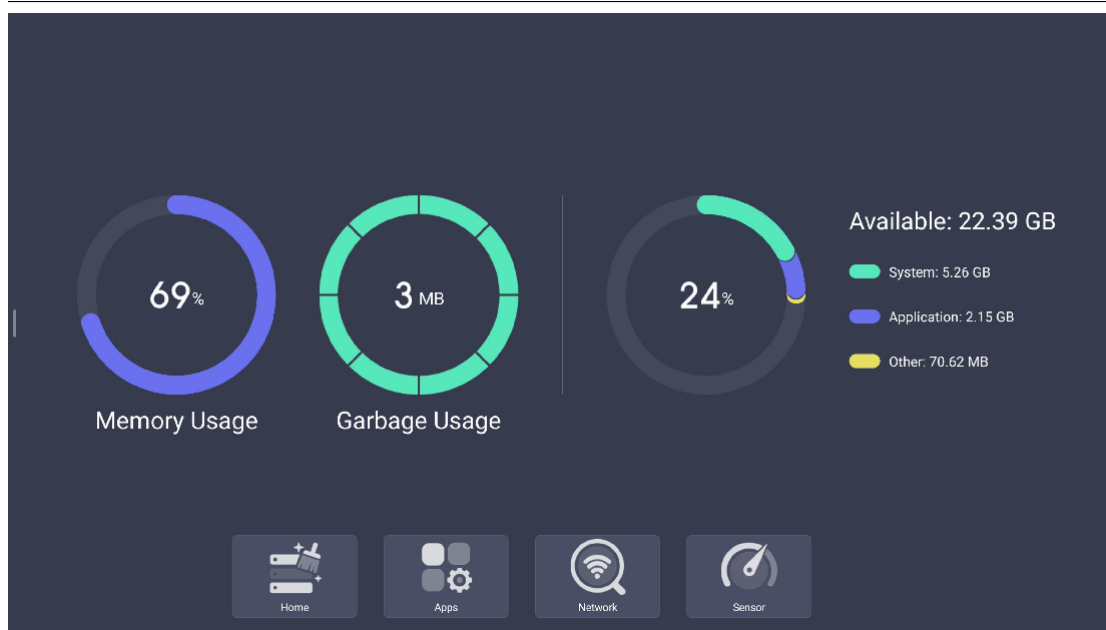 69%
Memory Usage
3 MB
Garbage Usage
24%
Available: 22.39 GB
System: 5.26 GB
Application: 2.15 GB
Other: 70.62 MB
Home
Apps
Network
Sensor